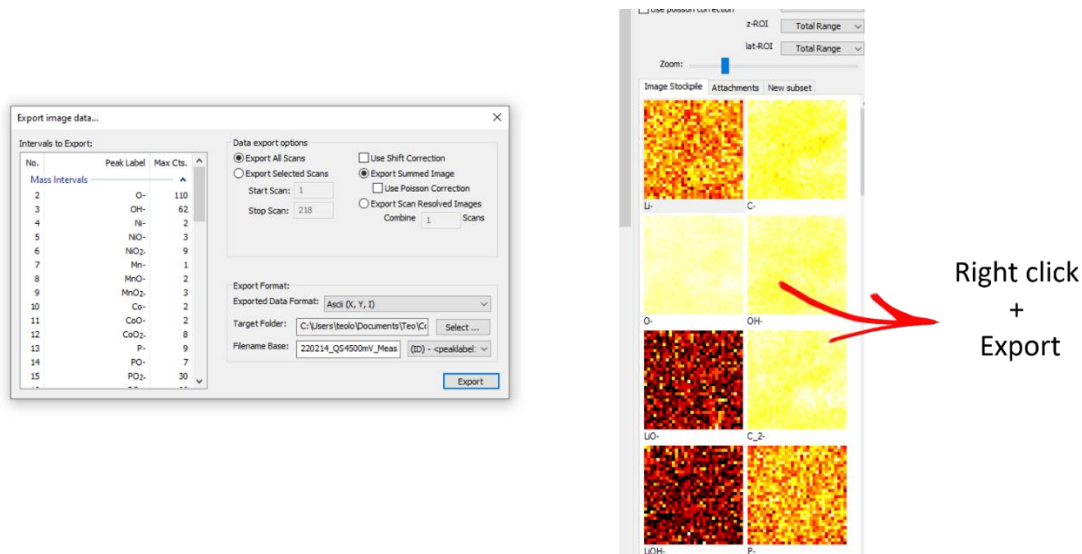 Export image data...
Intervals to Export:
No. Peak Label Max Cts.
Mass Intervals
2 O- 110
3 OH- 62
4 Ni- 2
5 NiO- 3
6 NiO2- 9
7 Mn- 1
8 MnO- 2
9 MnO2- 3
10 Co- 2
11 CoO- 2
12 CoO2- 8
13 P- 9
14 PO- 7
15 PO2- 30
Data export options
Export All Scans
Export Selected Scans
Start Scan: 1
Stop Scan: 218
Use Shift Correction
Export Summed Image
Use Poisson Correction
Export Scan Resolved Images
Combine 1 Scans
Export Format:
Exported Data Format: Ascii (X, Y, I)
Target Folder: C:\Users\teolo\Documents\Teo\Co Select ...
Filename Base: 220214_QS4500mV_Meas (ID) - <peaklabel:
Export
Use poisson correction
z-ROI Total Range
lat-ROI Total Range
Zoom:
Image Stockpile Attachments New subset
Li- C-
O- OH-
LiO- C_2-
LiOH- P-
Right click
+
Export